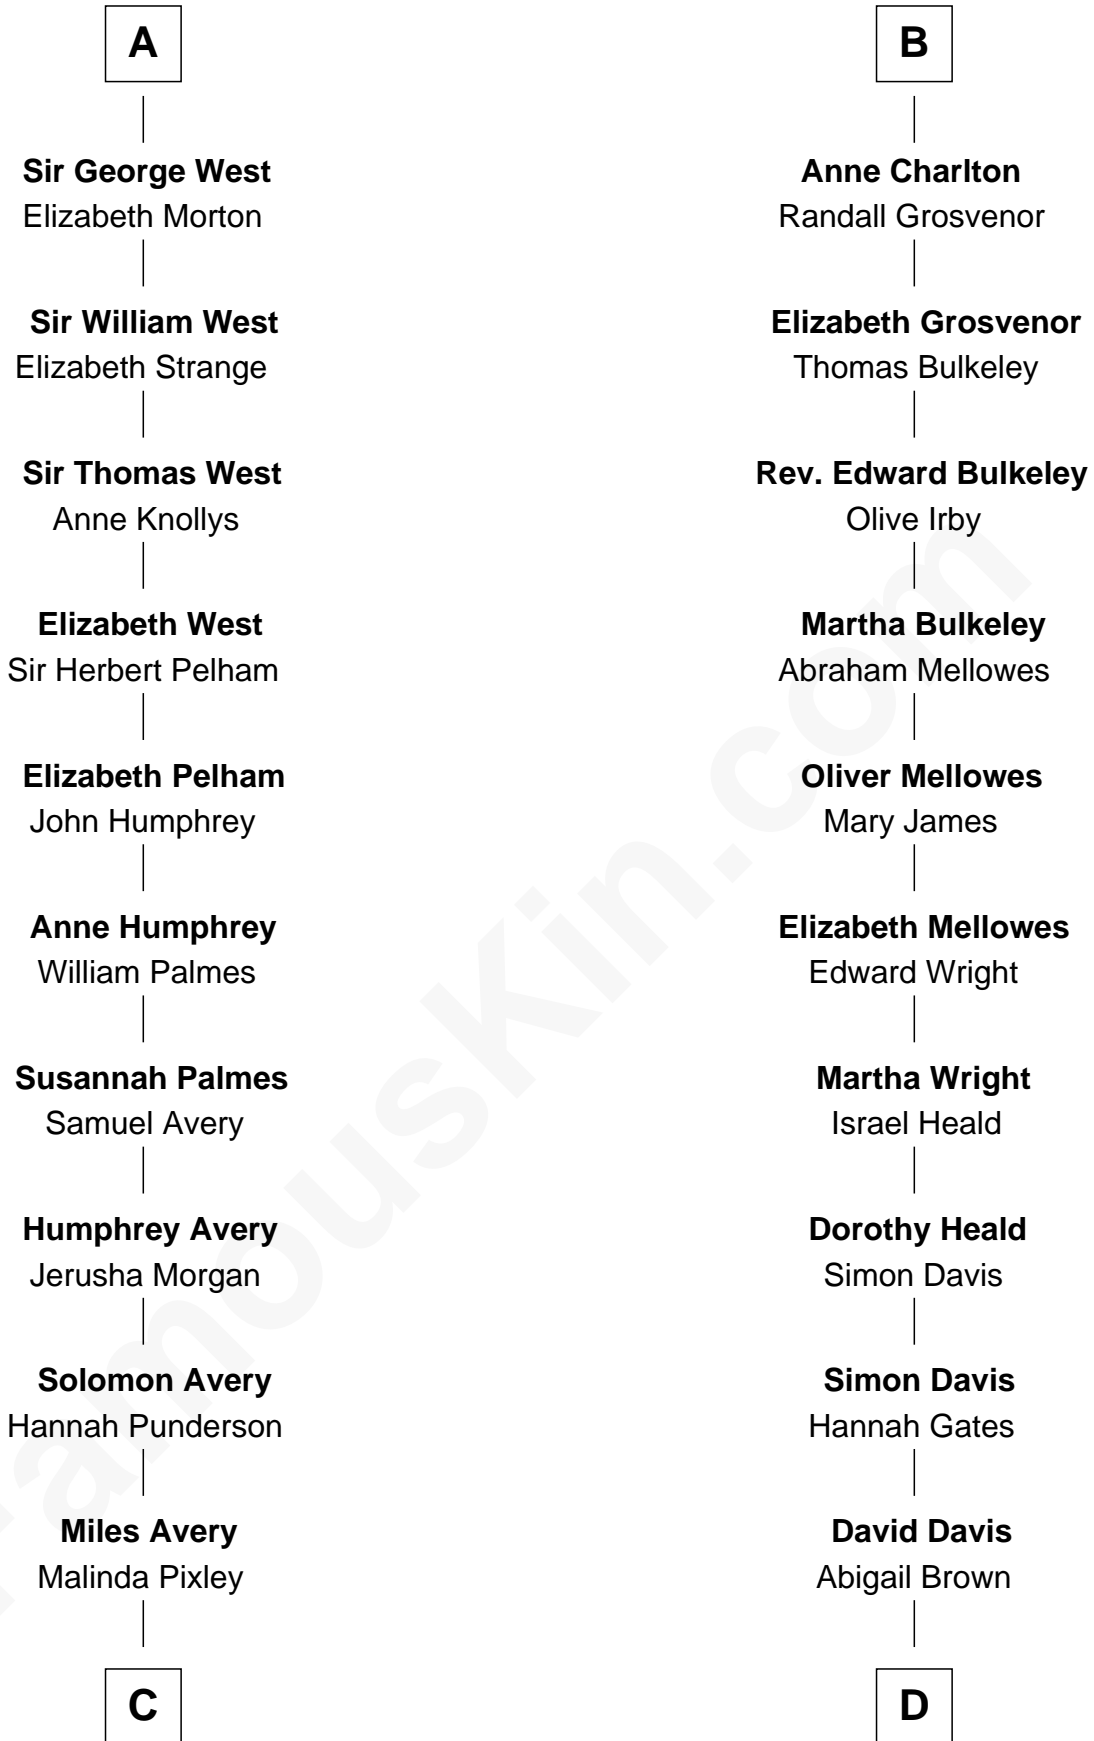 A
Sir George West
Elizabeth Morton
Sir William West
Elizabeth Strange
Sir Thomas West
Anne Knollys
Elizabeth West
Sir Herbert Pelham
Elizabeth Pelham
John Humphrey
Anne Humphrey
William Palmes
Susannah Palmes
Samuel Avery
Humphrey Avery
Jerusha Morgan
Solomon Avery
Hannah Punderson
Miles Avery
Malinda Pixley
C
B
Anne Charlton
Randall Grosvenor
Elizabeth Grosvenor
Thomas Bulkeley
Rev. Edward Bulkeley
Olive Irby
Martha Bulkeley
Abraham Mellowes
Oliver Mellowes
Mary James
Elizabeth Mellowes
Edward Wright
Martha Wright
Israel Heald
Dorothy Heald
Simon Davis
Simon Davis
Hannah Gates
David Davis
Abigail Brown
D
FamousKin.com